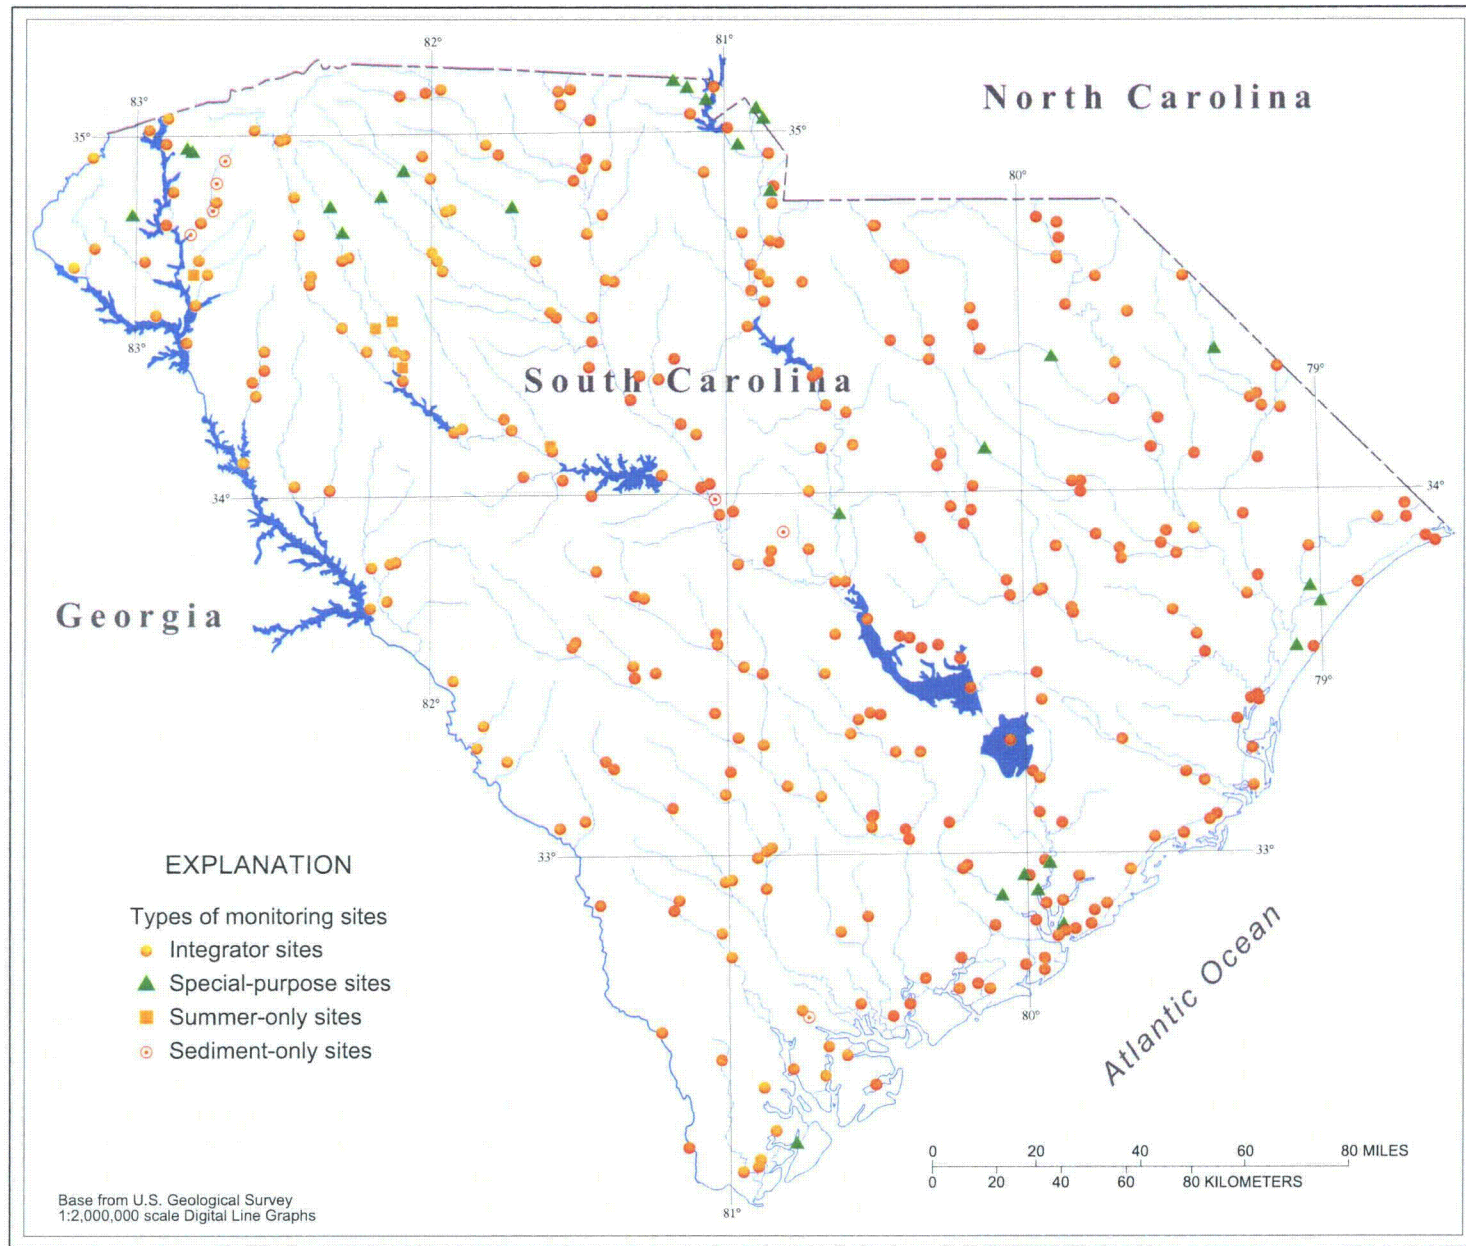 82°
81°
83°
North Carolina
35°
35°
80°
83°
79°
South Carolina
34°
34°
Georgia
82°
79°
33°
33°
EXPLANATION
Types of monitoring sites
Integrator sites
Special-purpose sites
Summer-only sites
Sediment-only sites
80°
Atlantic Ocean
0 20 40 60 80 MILES
0 20 40 60 80 KILOMETERS
Base from U.S. Geological Survey
1:2,000,000 scale Digital Line Graphs
81°